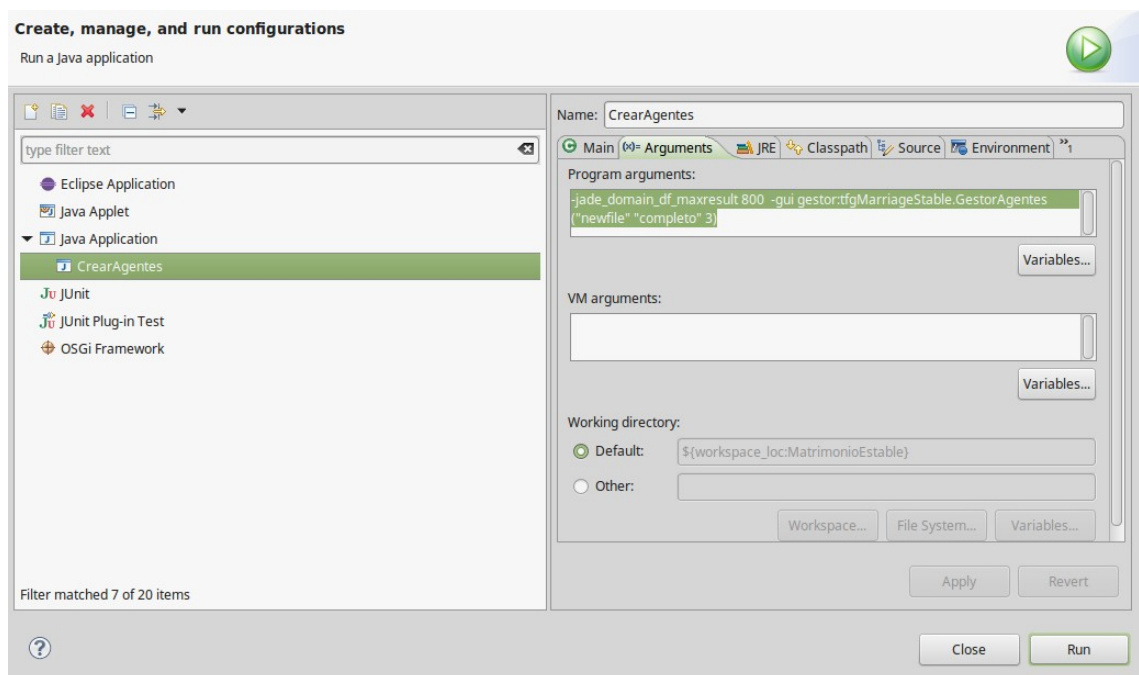 Create, manage, and run configurations
Run a Java application
type filter text
Eclipse Application
Java Applet
Java Application
CrearAgentes
JUnit
JUnit Plug-in Test
OSGi Framework
Filter matched 7 of 20 items
Name: CrearAgentes
Main (x)= Arguments JRE Classpath Source Environment »1
Program arguments:
-jade_domain_df_maxresult 800 -gui gestor:tfgMarriageStable.GestorAgentes
("newfile" "completo" 3)
Variables...
VM arguments:
Variables...
Working directory:
Default: ${workspace_loc:MatrimonioEstable}
Other:
Workspace... File System... Variables...
Apply Revert
Close Run